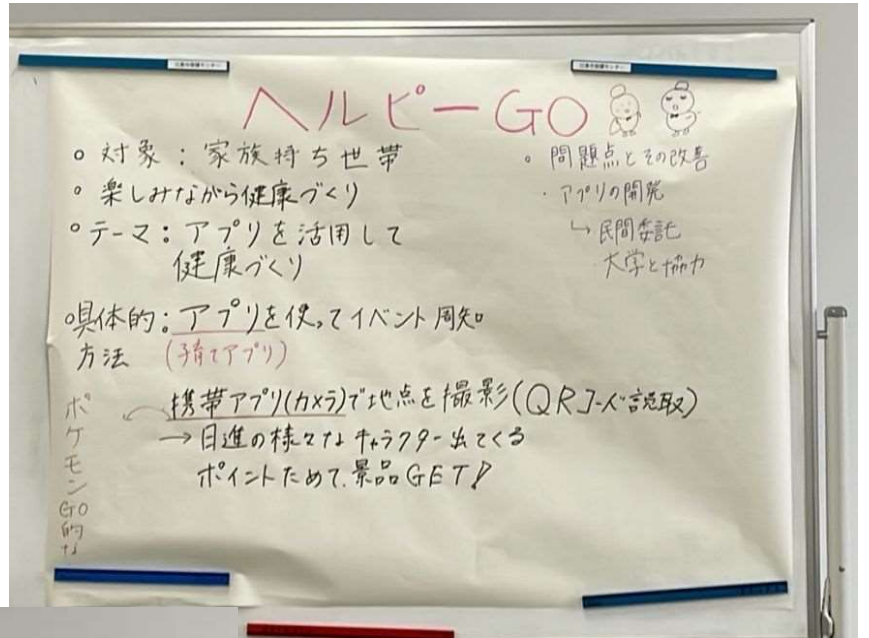 ヘルピーGO
○ 対象：家族持ち世帯
○ 楽しみながら健康づくり
○ テーマ：アプリを活用して
健康づくり
○具体的：アプリを使ってイベント周知
方法 (子育てアプリ)
携帯アプリ(カメラ)で地点を撮影(QRコード読取)
→日進の様々なキャラクター出てくる
ポイントためて、景品GET!
ポケモンGO的な
○ 問題点とその改善
・アプリの開発
↳民間委託
・大学と協力